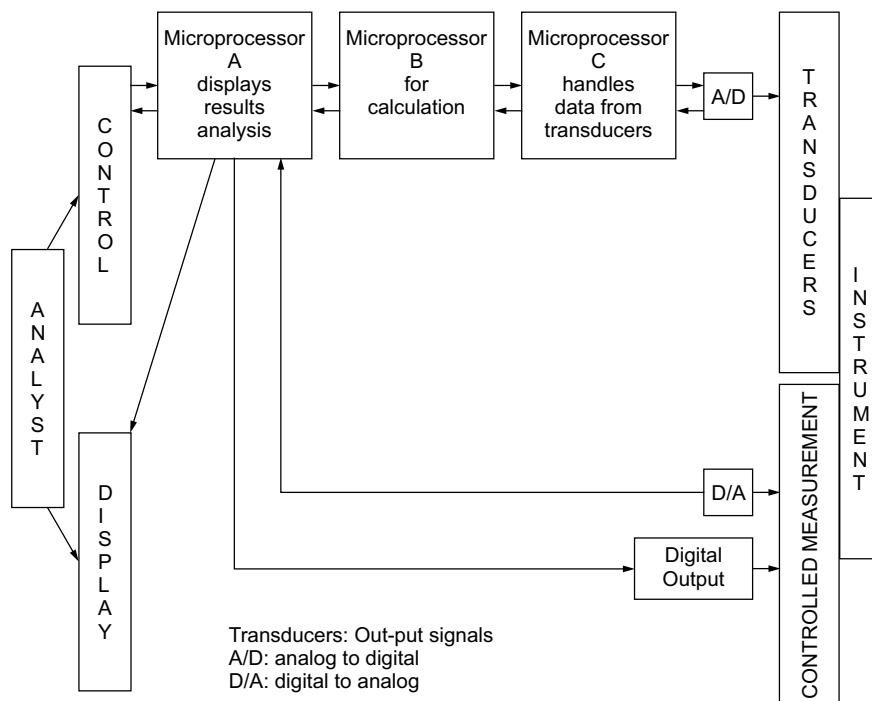 Microprocessor
A
displays
results
analysis
Microprocessor
B
for
calculation
Microprocessor
C
handles
data from
transducers
A/D
TRANSDUCERS
CONTROL
ANALYST
DISPLAY
INSTRUMENT
D/A
CONTROLLED MEASUREMENT
Digital
Output
Transducers: Out-put signals
A/D: analog to digital
D/A: digital to analog